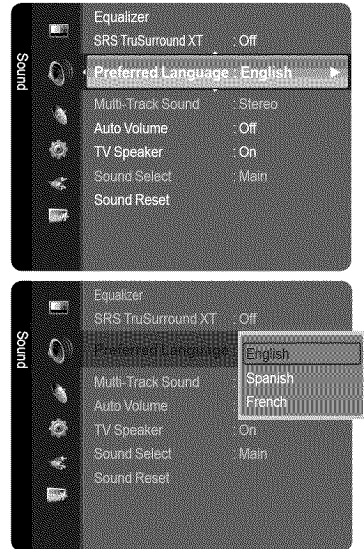 Equalizer
SRS TruSurround XT : Off
Sound
Preferred Language : English
Multi-Track Sound : Stereo
Auto Volume : Off
TV Speaker : On
Sound Select : Main
Sound Reset
Equalizer
SRS TruSurround XT : Off
Sound
Preferred Language
English
Multi-Track Sound :
Spanish
Auto Volume
French
TV Speaker : On
Sound Select : Main
Sound Reset